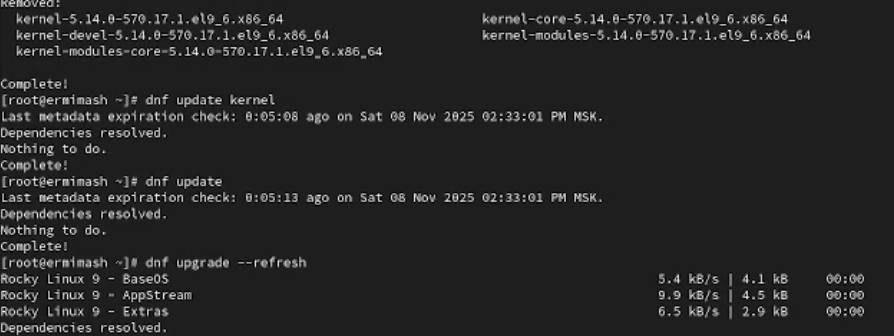 Removed:
  kernel-5.14.0-570.17.1.el9_6.x86_64                         kernel-core-5.14.0-570.17.1.el9_6.x86_64
  kernel-devel-5.14.0-570.17.1.el9_6.x86_64                   kernel-modules-5.14.0-570.17.1.el9_6.x86_64
  kernel-modules-core-5.14.0-570.17.1.el9_6.x86_64
Complete!
[root@ermimash ~]# dnf update kernel
Last metadata expiration check: 0:05:08 ago on Sat 08 Nov 2025 02:33:01 PM MSK.
Dependencies resolved.
Nothing to do.
Complete!
[root@ermimash ~]# dnf update
Last metadata expiration check: 0:05:13 ago on Sat 08 Nov 2025 02:33:01 PM MSK.
Dependencies resolved.
Nothing to do.
Complete!
[root@ermimash ~]# dnf upgrade --refresh
Rocky Linux 9 - BaseOS                                      5.4 kB/s | 4.1 kB     00:00
Rocky Linux 9 - AppStream                                   9.9 kB/s | 4.5 kB     00:00
Rocky Linux 9 - Extras                                      6.5 kB/s | 2.9 kB     00:00
Dependencies resolved.